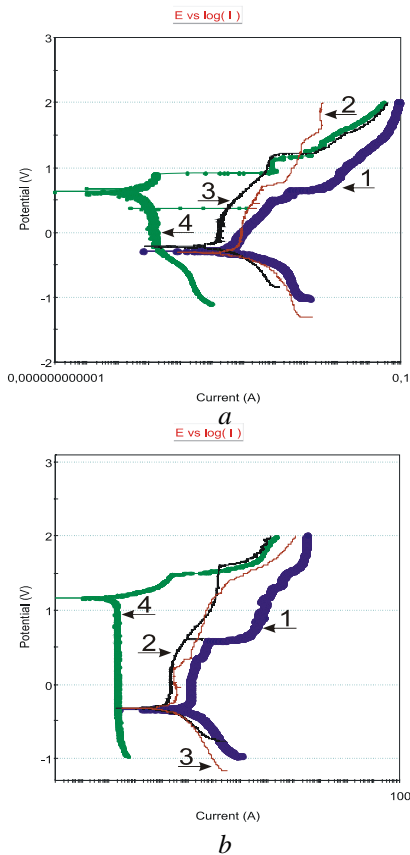 E vs log( I )
3
2
1
0
-1
-2
Potential (V)
2
3
1
4
0,000000000001
0,1
Current (A)
a
E vs log( I )
3
2
1
0
-1
Potential (V)
4
1
2
3
100
Current (A)
b